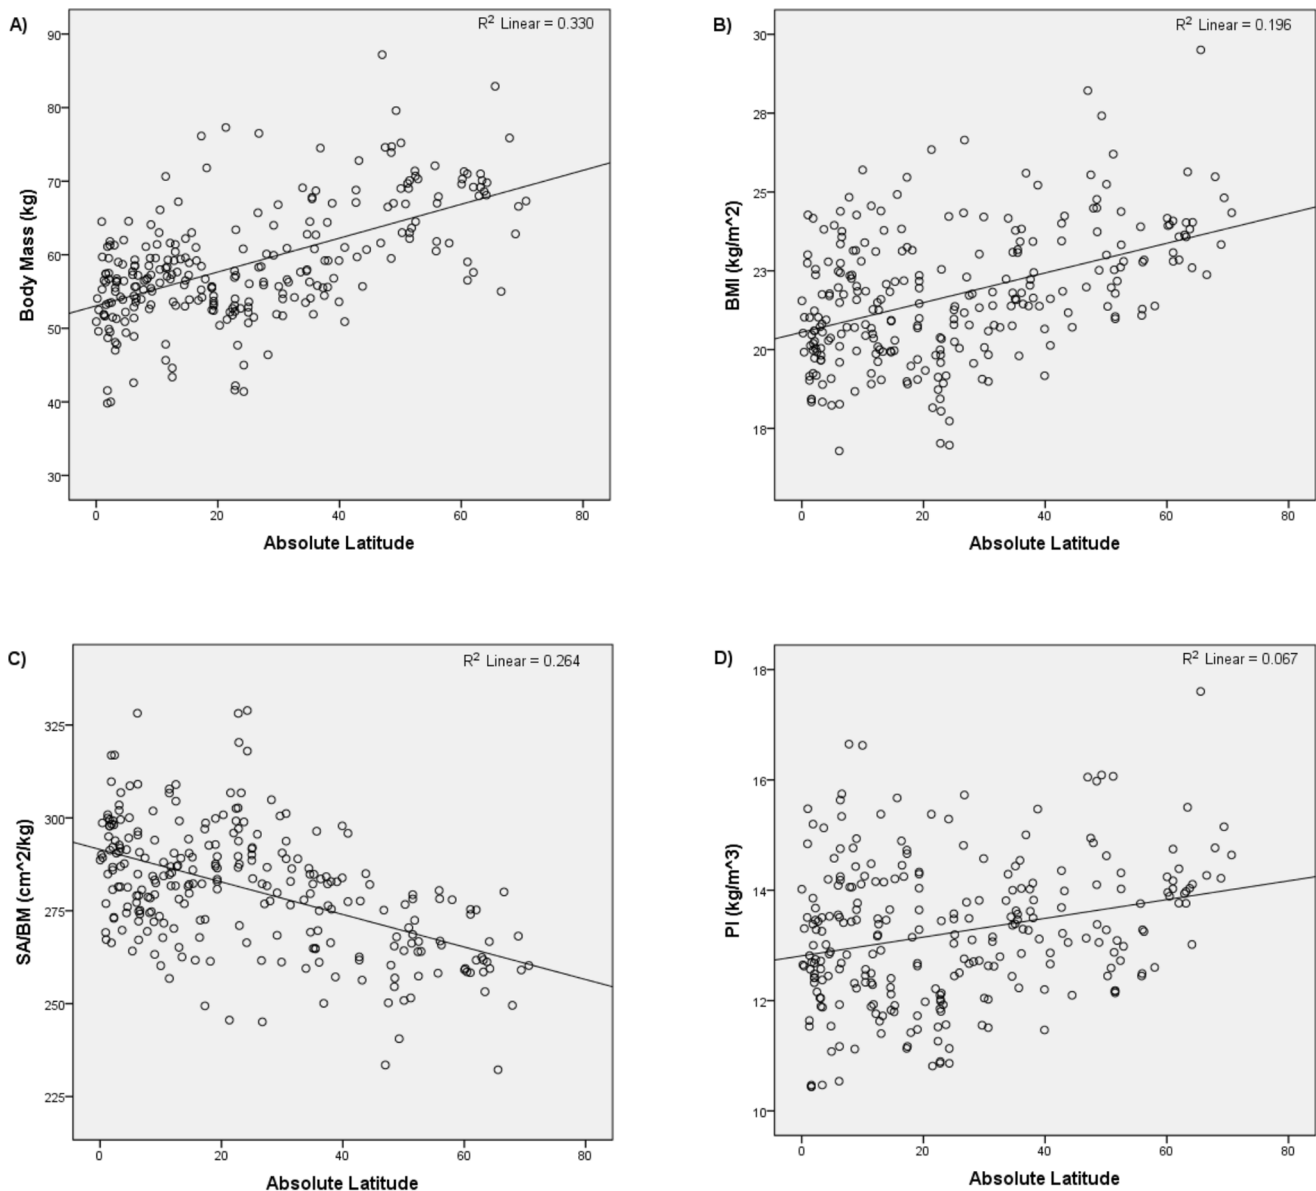 A)
R² Linear = 0.330
90
80
70
60
50
40
30
Body Mass (kg)
0 20 40 60 80
Absolute Latitude
B)
R² Linear = 0.196
30
28
25
23
20
18
BMI (kg/m^2)
0 20 40 60 80
Absolute Latitude
C)
R² Linear = 0.264
325
300
275
250
225
SA/BM (cm^2/kg)
0 20 40 60 80
Absolute Latitude
D)
R² Linear = 0.067
18
16
14
12
10
PI (kg/m^3)
0 20 40 60 80
Absolute Latitude